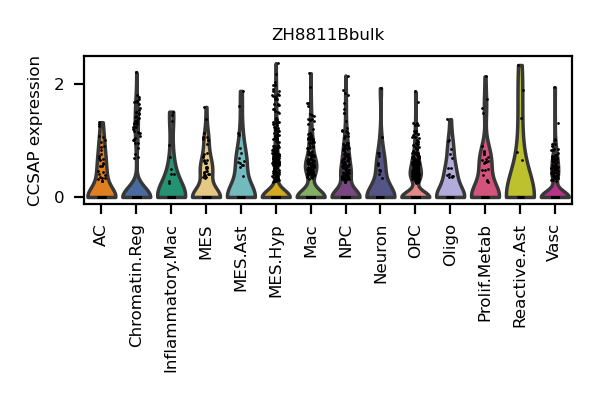 ZH8811Bbulk
CCSAP expression
2
0
AC
Chromatin.Reg
Inflammatory.Mac
MES
MES.Ast
MES.Hyp
Mac
NPC
Neuron
OPC
Oligo
Prolif.Metab
Reactive.Ast
Vasc